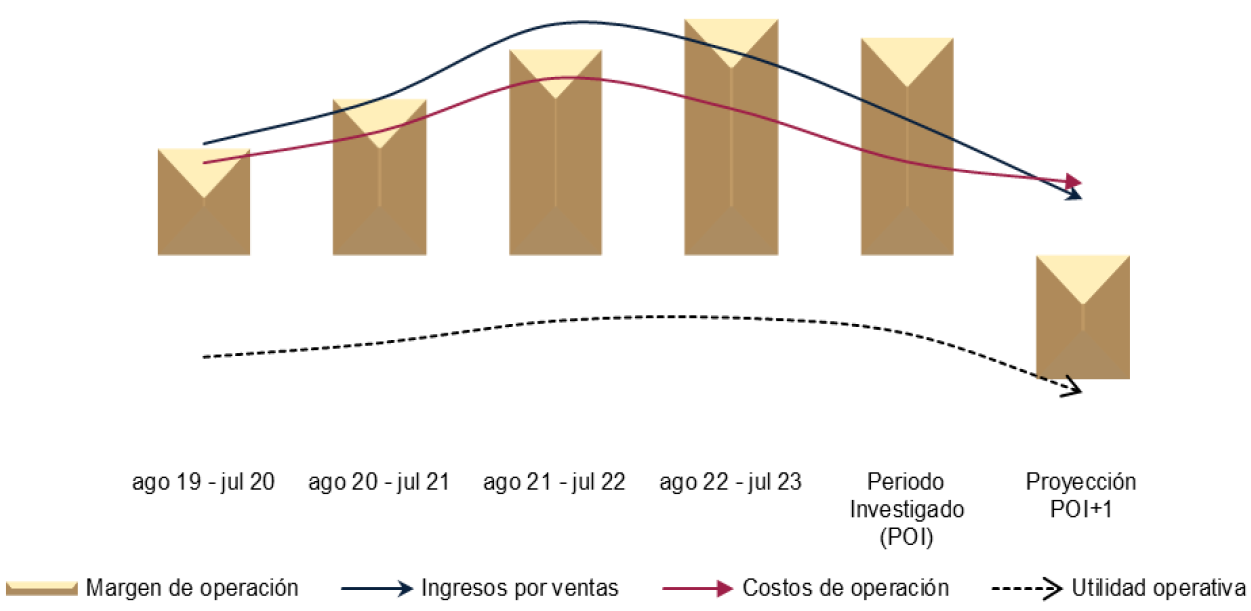 ago 19 - jul 20
ago 20 - jul 21
ago 21 - jul 22
ago 22 - jul 23
Periodo
Investigado
(POI)
Proyección
POI+1
Margen de operación
Ingresos por ventas
Costos de operación
Utilidad operativa